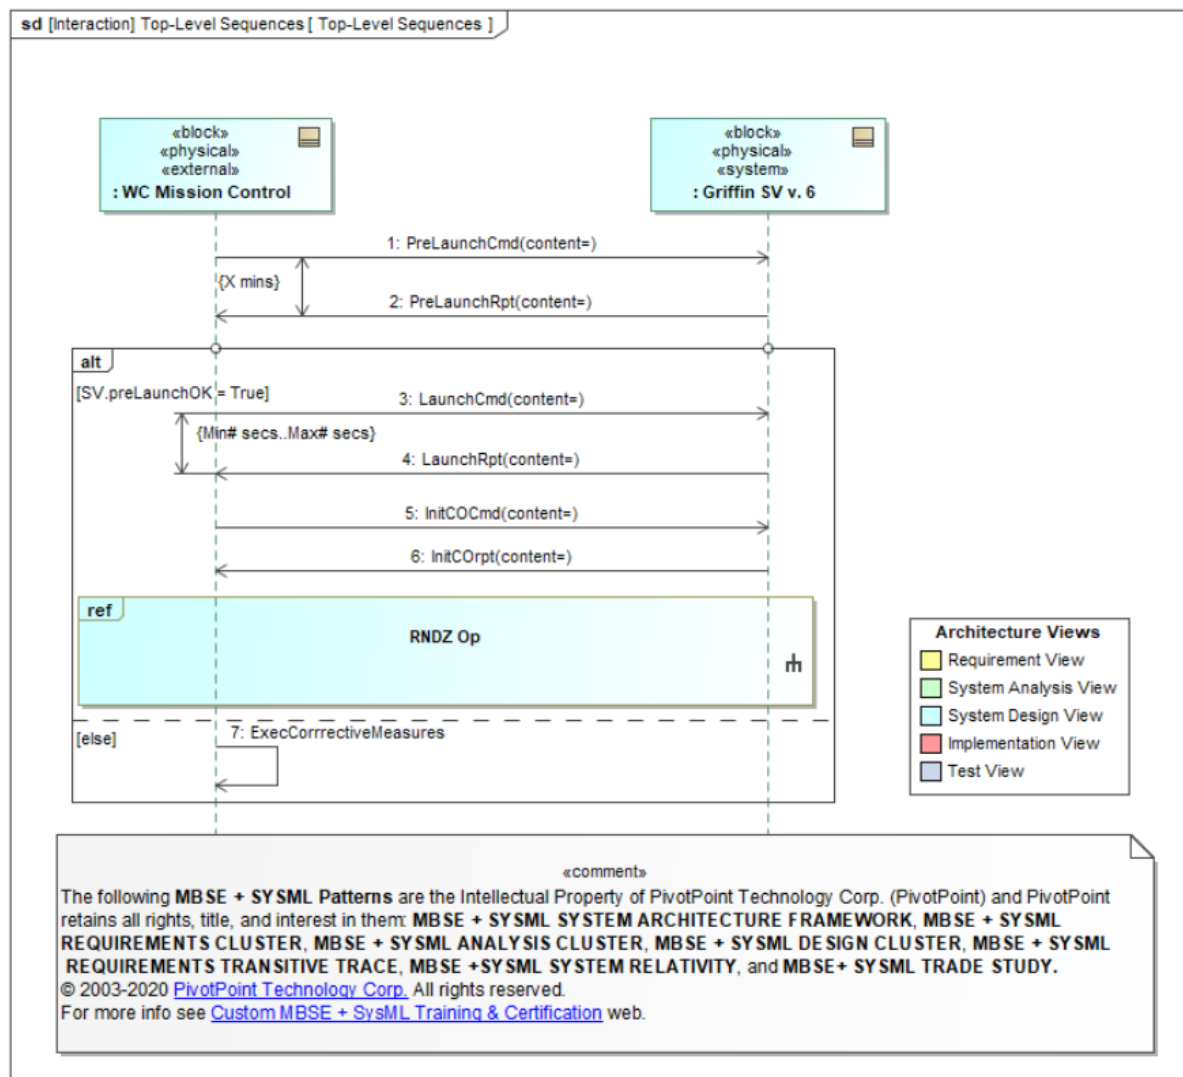 sd [Interaction] Top-Level Sequences [ Top-Level Sequences ]
«block»
«physical»
«external»
: WC Mission Control
«block»
«physical»
«system»
: Griffin SV v. 6
1: PreLaunchCmd(content=)
{X mins}
2: PreLaunchRpt(content=)
alt
[SV.preLaunchOK = True]
3: LaunchCmd(content=)
{Min# secs..Max# secs}
4: LaunchRpt(content=)
5: InitCOCmd(content=)
6: InitCOrpt(content=)
ref
RNDZ Op
[else]
7: ExecCorrrectiveMeasures
Architecture Views
Requirement View
System Analysis View
System Design View
Implementation View
Test View
«comment»
The following MBSE + SYSML Patterns are the Intellectual Property of PivotPoint Technology Corp. (PivotPoint) and PivotPoint
retains all rights, title, and interest in them: MBSE + SYSML SYSTEM ARCHITECTURE FRAMEWORK, MBSE + SYSML
REQUIREMENTS CLUSTER, MBSE + SYSML ANALYSIS CLUSTER, MBSE + SYSML DESIGN CLUSTER, MBSE + SYSML
REQUIREMENTS TRANSITIVE TRACE, MBSE +SYSML SYSTEM RELATIVITY, and MBSE+ SYSML TRADE STUDY.
© 2003-2020 PivotPoint Technology Corp. All rights reserved.
For more info see Custom MBSE + SysML Training & Certification web.